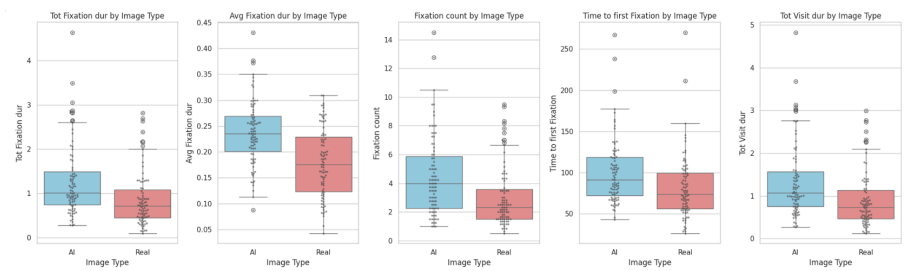 Tot Fixation dur by Image Type
Tot Fixation dur
4
3
2
1
0
AI
Real
Image Type
Avg Fixation dur by Image Type
Avg Fixation dur
0.45
0.40
0.35
0.30
0.25
0.20
0.15
0.10
0.05
AI
Real
Image Type
Fixation count by Image Type
Fixation count
14
12
10
8
6
4
2
0
AI
Real
Image Type
Time to first Fixation by Image Type
Time to first Fixation
250
200
150
100
50
AI
Real
Image Type
Tot Visit dur by Image Type
Tot Visit dur
5
4
3
2
1
0
AI
Real
Image Type